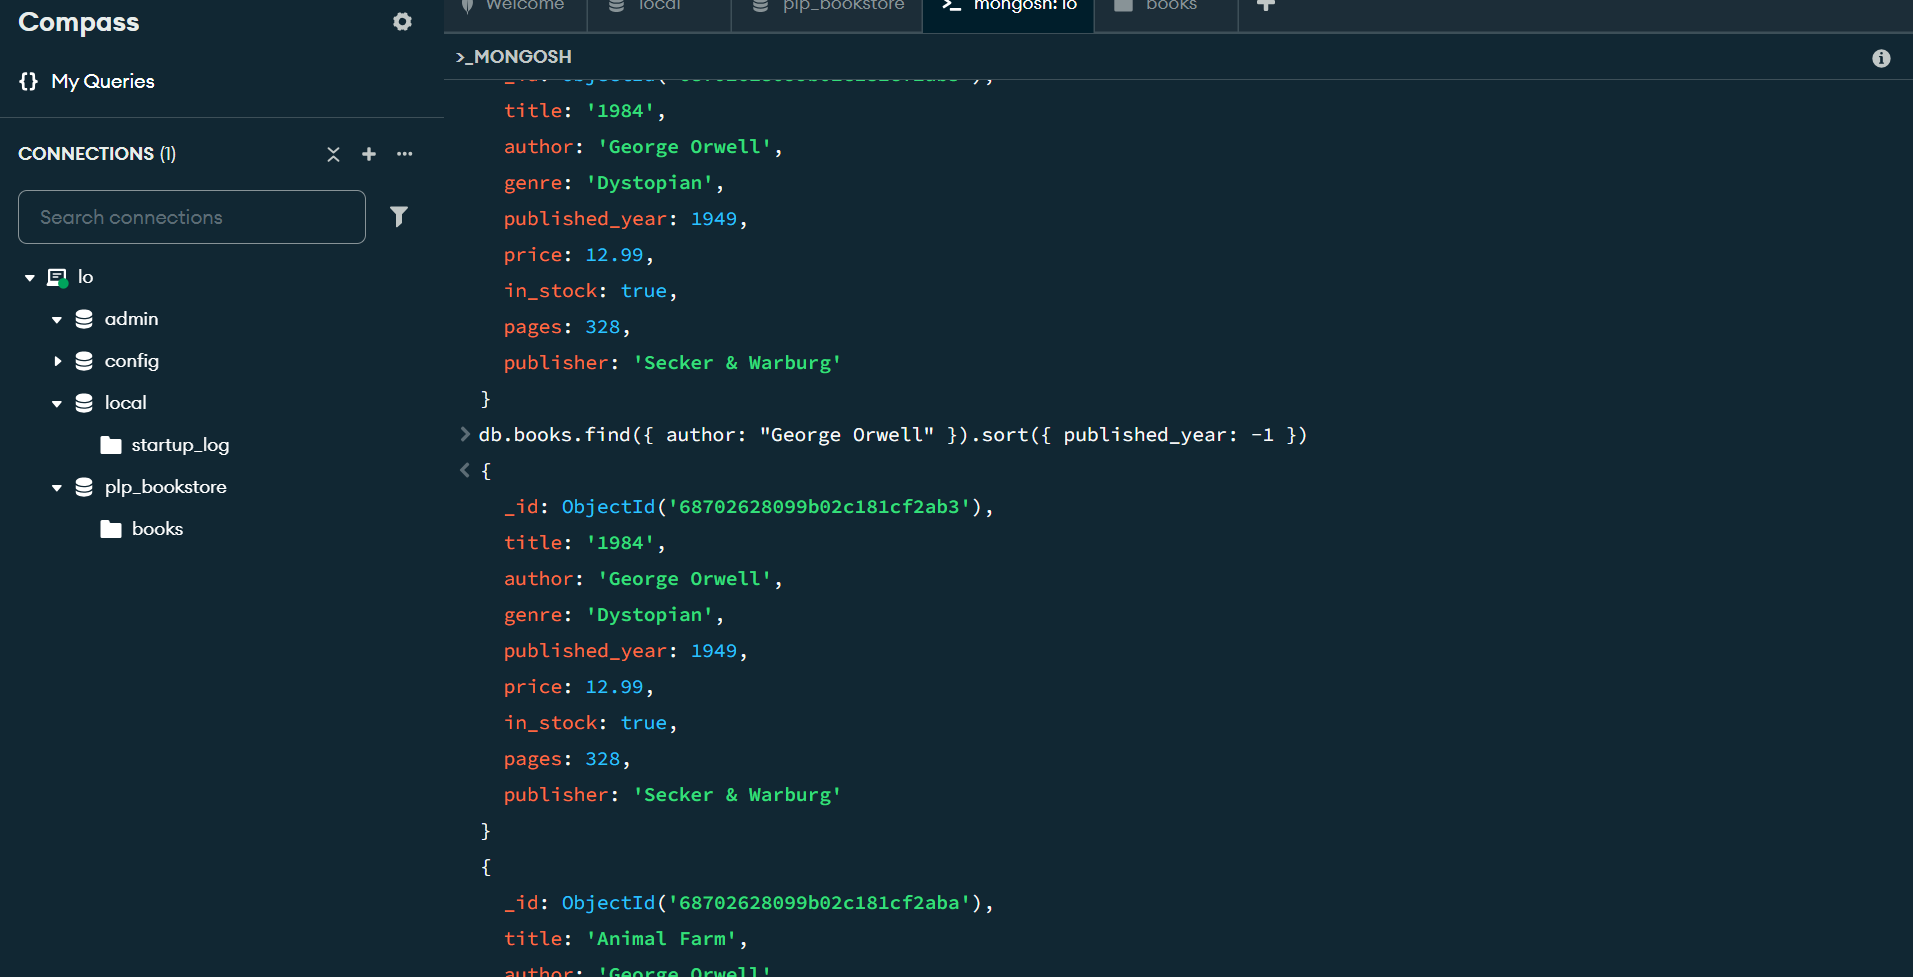 Compass
My Queries
CONNECTIONS (1)
Search connections
lo
admin
config
local
startup_log
plp_bookstore
books
Welcome
local
plp_bookstore
mongosh: lo
books
>_MONGOSH
title: '1984',
author: 'George Orwell',
genre: 'Dystopian',
published_year: 1949,
price: 12.99,
in_stock: true,
pages: 328,
publisher: 'Secker & Warburg'
}
> db.books.find({ author: "George Orwell" }).sort({ published_year: -1 })
< {
_id: ObjectId('68702628099b02c181cf2ab3'),
title: '1984',
author: 'George Orwell',
genre: 'Dystopian',
published_year: 1949,
price: 12.99,
in_stock: true,
pages: 328,
publisher: 'Secker & Warburg'
}
{
_id: ObjectId('68702628099b02c181cf2aba'),
title: 'Animal Farm',
author: 'George Orwell',